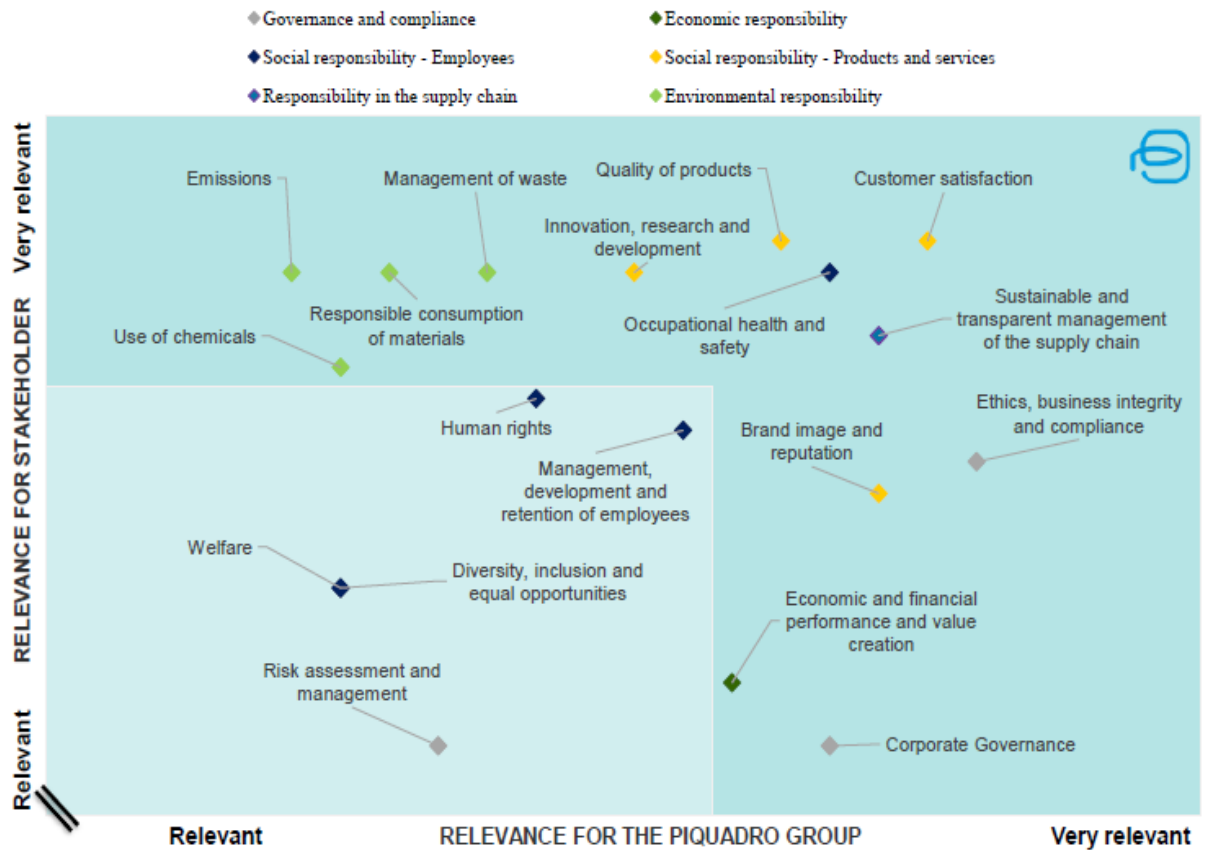 Governance and compliance
Economic responsibility
Social responsibility - Employees
Social responsibility - Products and services
Responsibility in the supply chain
Environmental responsibility
Very relevant
RELEVANCE FOR STAKEHOLDER
Relevant
Emissions
Management of waste
Quality of products
Customer satisfaction
Innovation, research and
development
Responsible consumption
of materials
Use of chemicals
Occupational health and
safety
Sustainable and
transparent management
of the supply chain
Human rights
Management,
development and
retention of employees
Brand image and
reputation
Ethics, business integrity
and compliance
Welfare
Diversity, inclusion and
equal opportunities
Economic and financial
performance and value
creation
Risk assessment and
management
Corporate Governance
Relevant
RELEVANCE FOR THE PIQUADRO GROUP
Very relevant